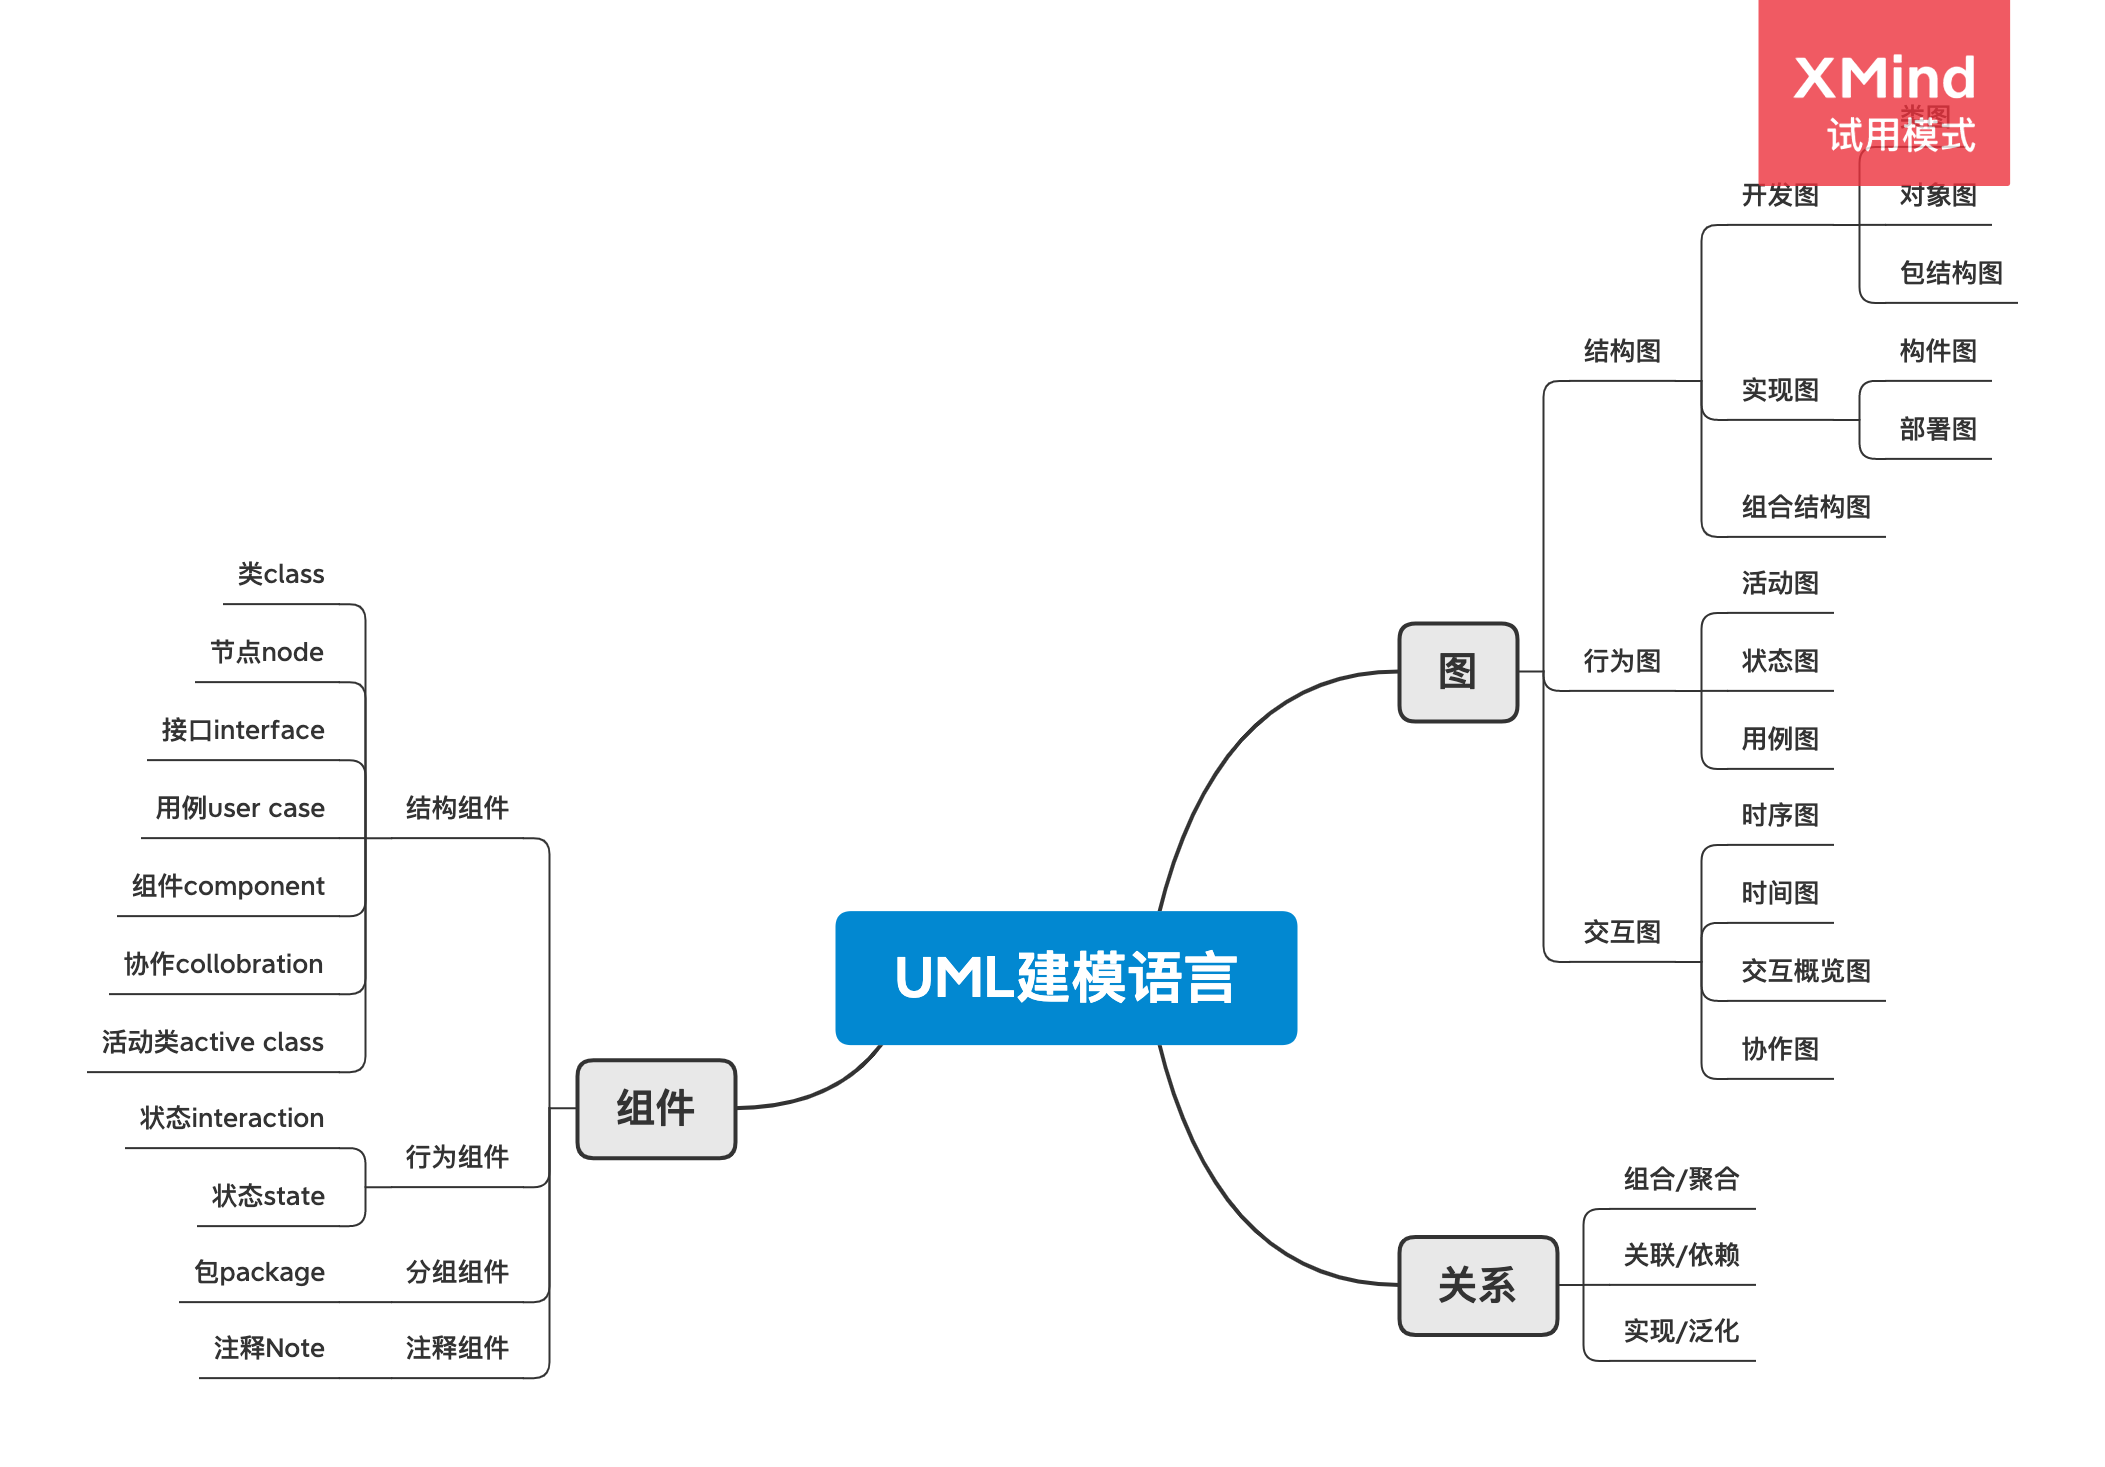 XMind
试用模式
类图
开发图
对象图
包结构图
结构图
构件图
实现图
部署图
组合结构图
图
活动图
行为图
状态图
用例图
时序图
时间图
交互图
交互概览图
协作图
UML建模语言
关系
组合/聚合
关联/依赖
实现/泛化
组件
结构组件
类class
节点node
接口interface
用例user case
组件component
协作collobration
活动类active class
行为组件
状态interaction
状态state
分组组件
包package
注释组件
注释Note